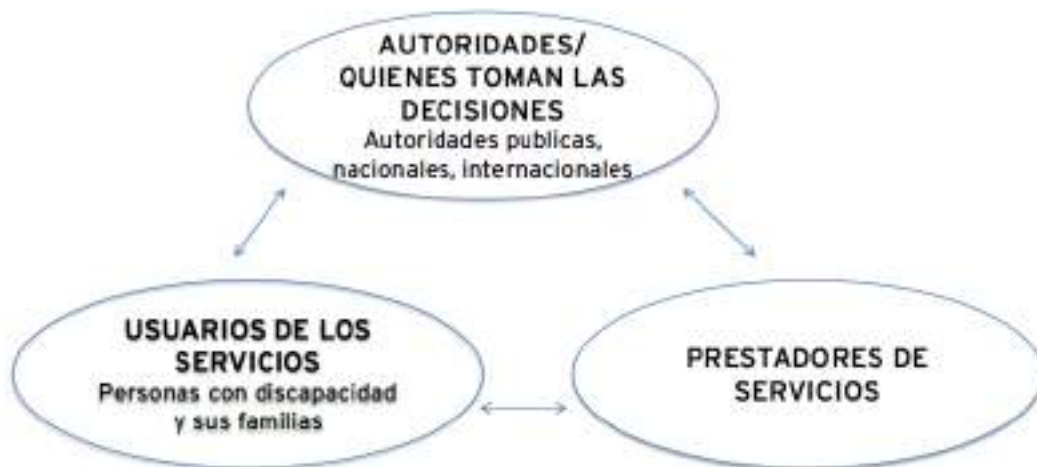 AUTORIDADES/
QUIENES TOMAN LAS
DECISIONES
Autoridades publicas,
nacionales, internacionales
USUARIOS DE LOS
SERVICIOS
Personas con discapacidad
y sus familias
PRESTADORES DE
SERVICIOS